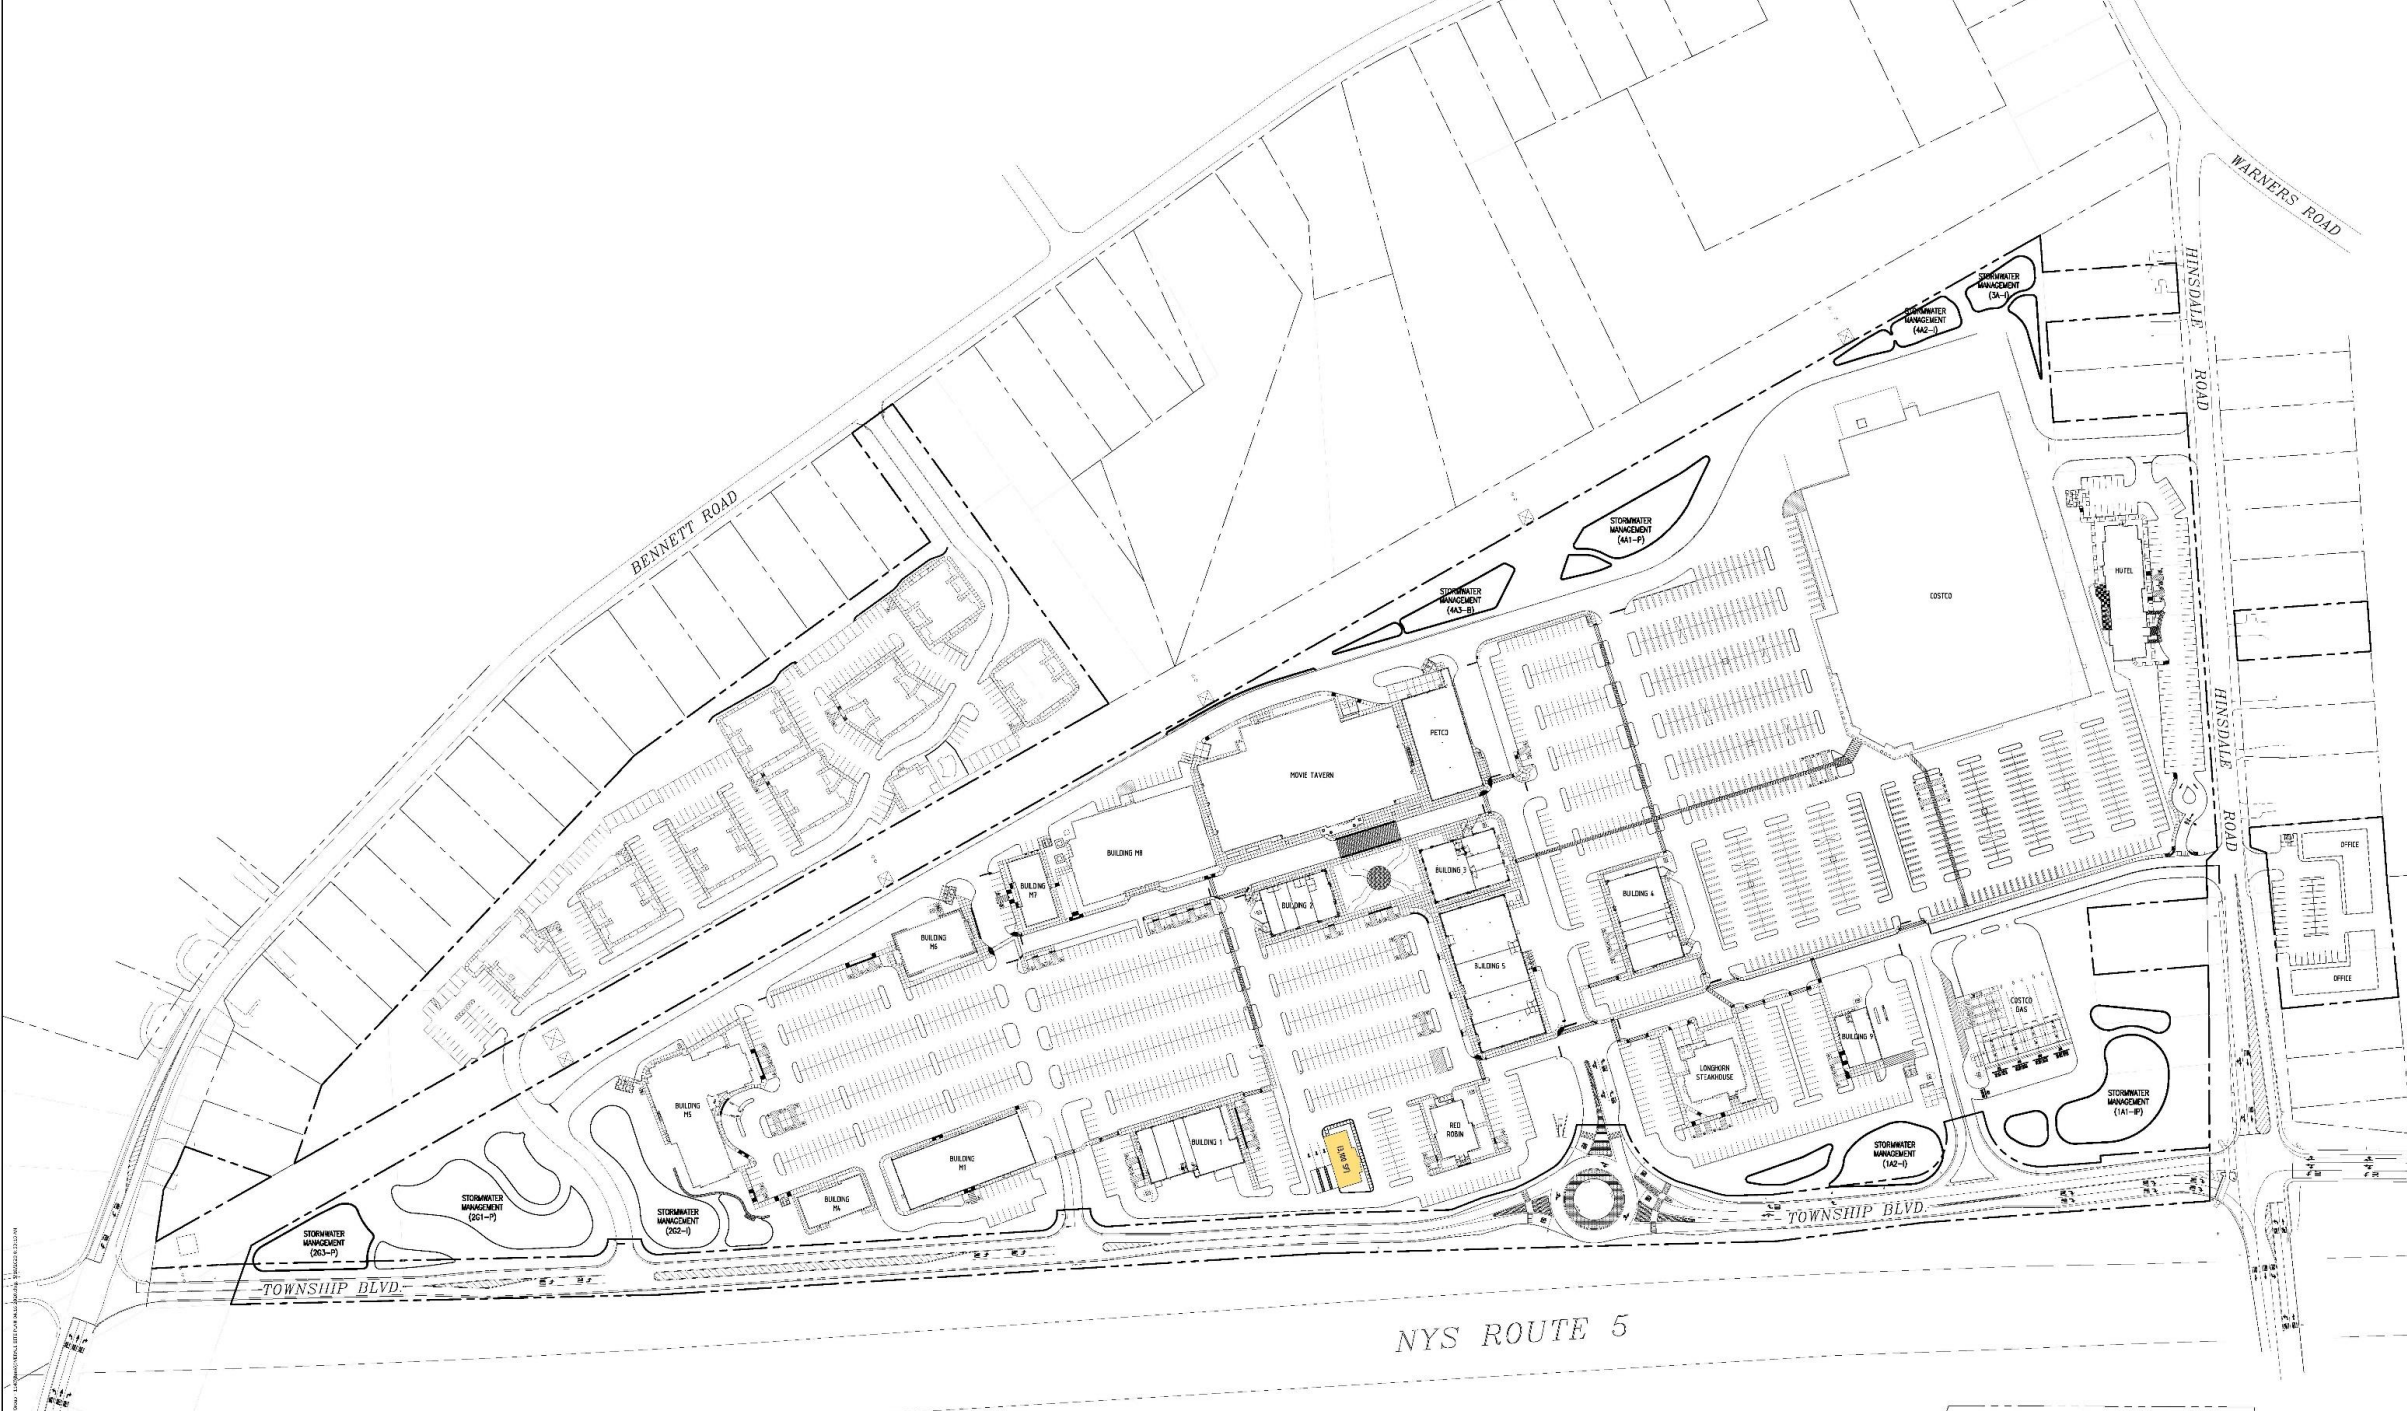 WARNERS ROAD
HINSDALE ROAD
STORMWATER
MANAGEMENT
(3A-I)
STORMWATER
MANAGEMENT
(4A2-I)
BENNETT ROAD
STORMWATER
MANAGEMENT
(4A1-P)
STORMWATER
MANAGEMENT
(4A3-B)
COSTCO
HOTEL
HINSDALE ROAD
PETCO
MOVIE TAVERN
BUILDING M8
BUILDING
M7
BUILDING 2
BUILDING 3
BUILDING 4
OFFICE
BUILDING
M6
BUILDING 5
OFFICE
COSTCO
GAS
BUILDING 9
LONGHORN
STEAKHOUSE
BUILDING
M5
RED
ROBIN
BUILDING 1
BUILDING
M1
BUILDING
M4
STORMWATER
MANAGEMENT
(1A1-IP)
STORMWATER
MANAGEMENT
(1A2-I)
STORMWATER
MANAGEMENT
(2G1-P)
STORMWATER
MANAGEMENT
(2G2-I)
STORMWATER
MANAGEMENT
(2G3-P)
TOWNSHIP BLVD.
TOWNSHIP BLVD.
NYS ROUTE 5